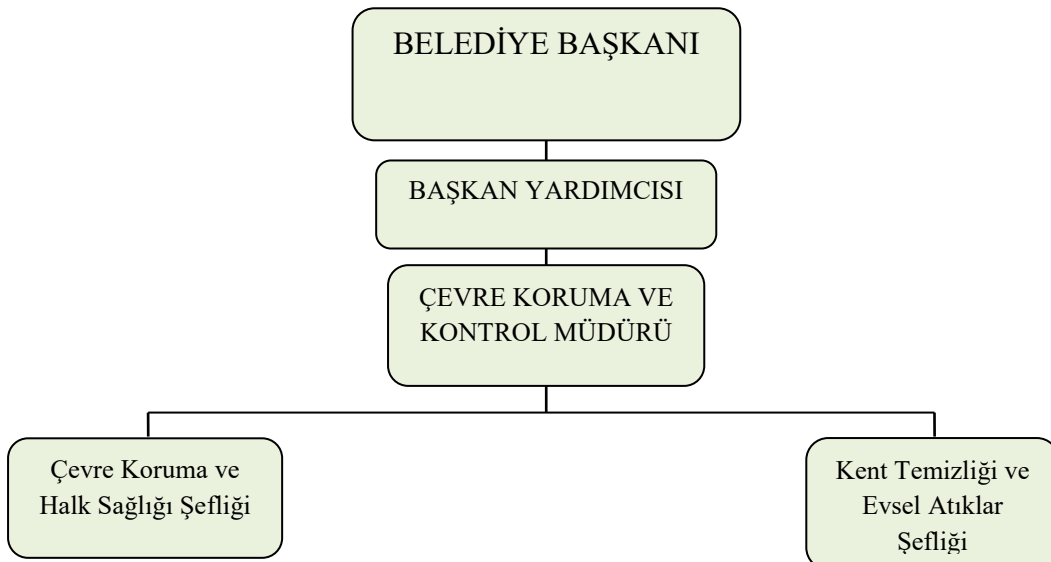 BELEDİYE BAŞKANI
BAŞKAN YARDIMCISI
ÇEVRE KORUMA VE
KONTROL MÜDÜRÜ
Çevre Koruma ve
Halk Sağlığı Şefliği
Kent Temizliği ve
Evsel Atıklar
Şefliği